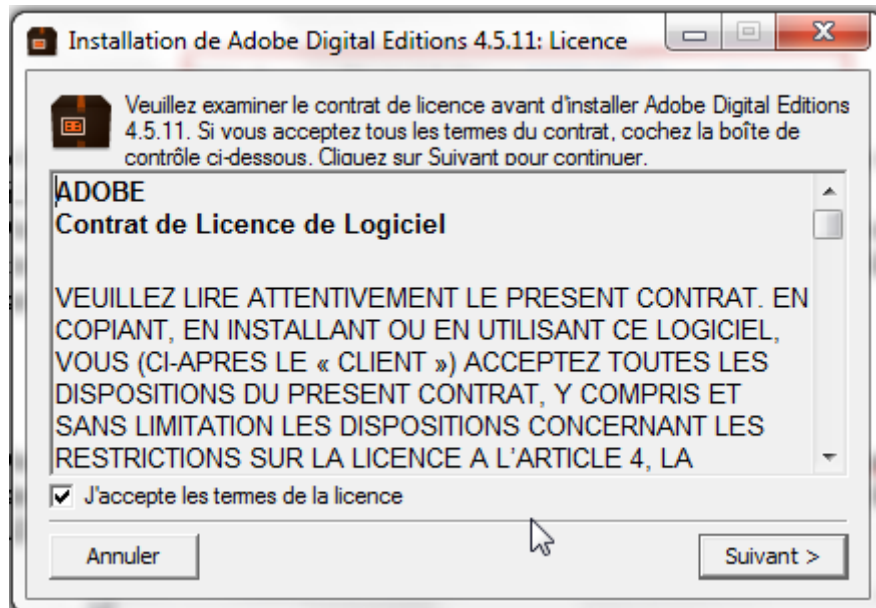 Installation de Adobe Digital Editions 4.5.11: Licence
Veuillez examiner le contrat de licence avant d'installer Adobe Digital Editions
4.5.11. Si vous acceptez tous les termes du contrat, cochez la boîte de
contrôle ci-dessous. Cliquez sur Suivant pour continuer.
ADOBE
Contrat de Licence de Logiciel
VEUILLEZ LIRE ATTENTIVEMENT LE PRESENT CONTRAT. EN
COPIANT, EN INSTALLANT OU EN UTILISANT CE LOGICIEL,
VOUS (CI-APRES LE « CLIENT ») ACCEPTEZ TOUTES LES
DISPOSITIONS DU PRESENT CONTRAT, Y COMPRIS ET
SANS LIMITATION LES DISPOSITIONS CONCERNANT LES
RESTRICTIONS SUR LA LICENCE A L'ARTICLE 4, LA
J'accepte les termes de la licence
Annuler
Suivant >